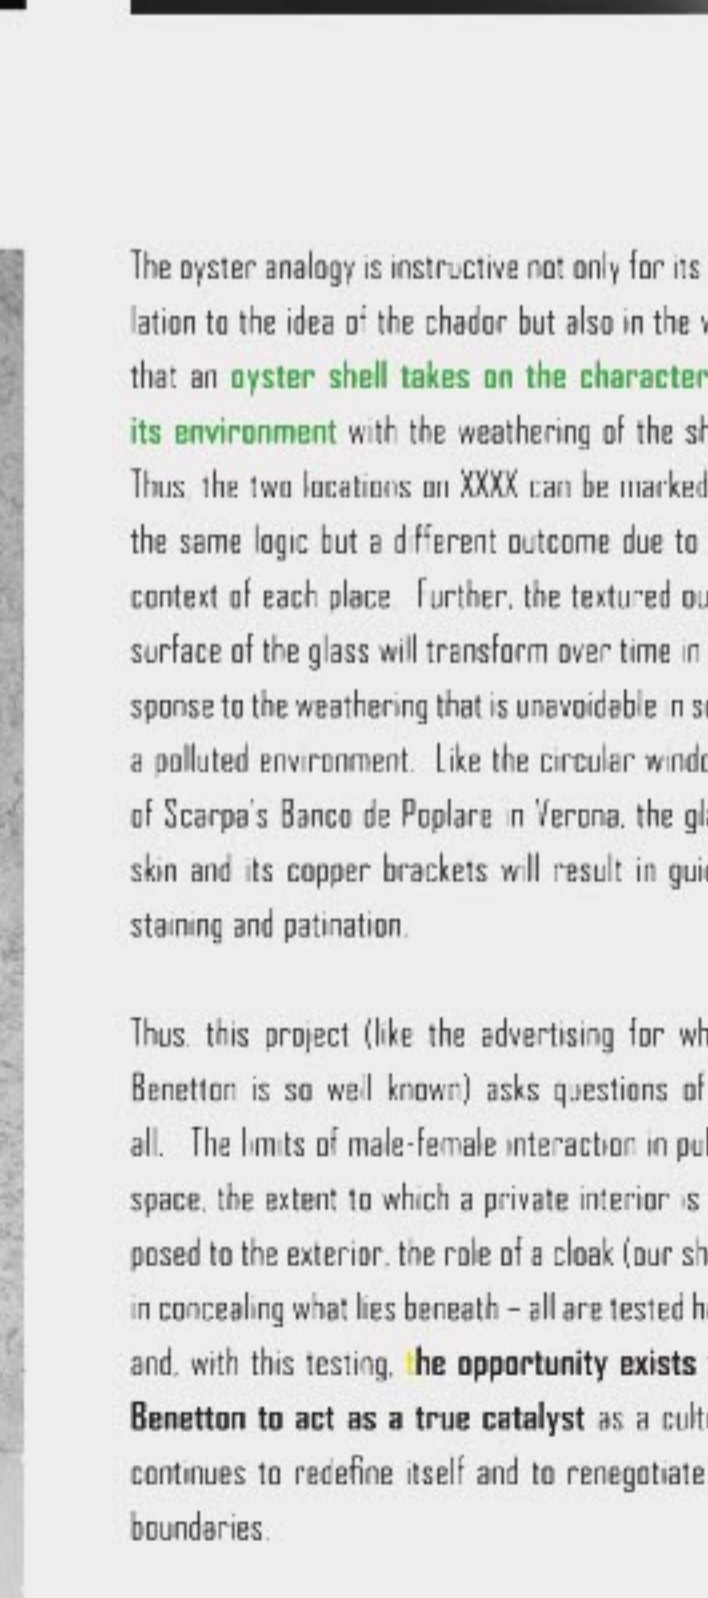 The oyster analogy is instructive not only for its
lation to the idea of the chador but also in the
that an oyster shell takes on the character
its environment with the weathering of the sh
Thus, the two locations on XXXX can be marked
the same logic but a different outcome due to
context of each place. Further, the textured ou
surface of the glass will transform over time in
sponse to the weathering that is unavoidable in so
a polluted environment. Like the circular windo
of Scarpa's Banco de Poplare in Verona, the gla
skin and its copper brackets will result in guid
staining and patination.

Thus, this project (like the advertising for wh
Benetton is so well known) asks questions of
all. The limits of male-female interaction in pub
space, the extent to which a private interior is
posed to the exterior, the role of a cloak (our sh
in concealing what lies beneath – all are tested h
and, with this testing, the opportunity exists
Benetton to act as a true catalyst as a cult
continues to redefine itself and to renegotiate
boundaries.